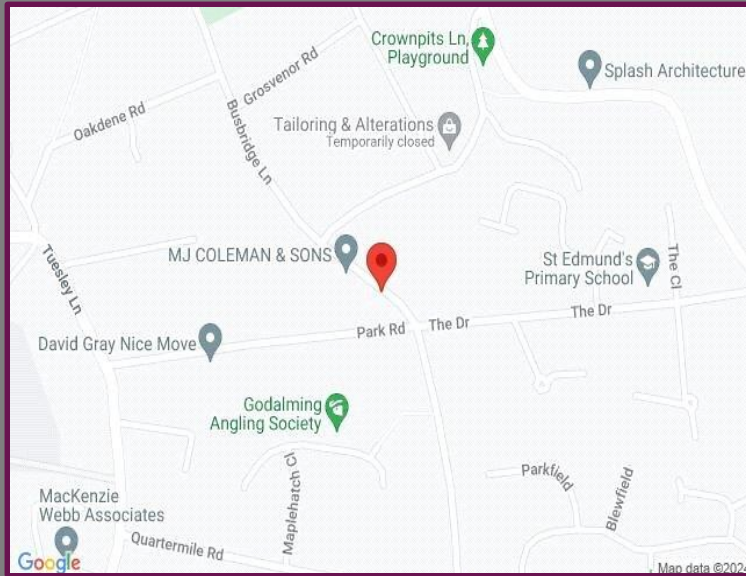 Crownpits Ln,
Playground
Splash Architecture
Grosvenor Rd
Oakdene Rd
Busbridge Ln
Tailoring & Alterations
Temporarily closed
MJ COLEMAN & SONS
St Edmund's
Primary School
The Cl
Tuesley Ln
The Dr
Park Rd
The Dr
David Gray Nice Move
Godalming
Angling Society
Maplehatch Cl
Parkfield
Blewfield
MacKenzie
Webb Associates
Quartermile Rd
Google
Map data ©2024